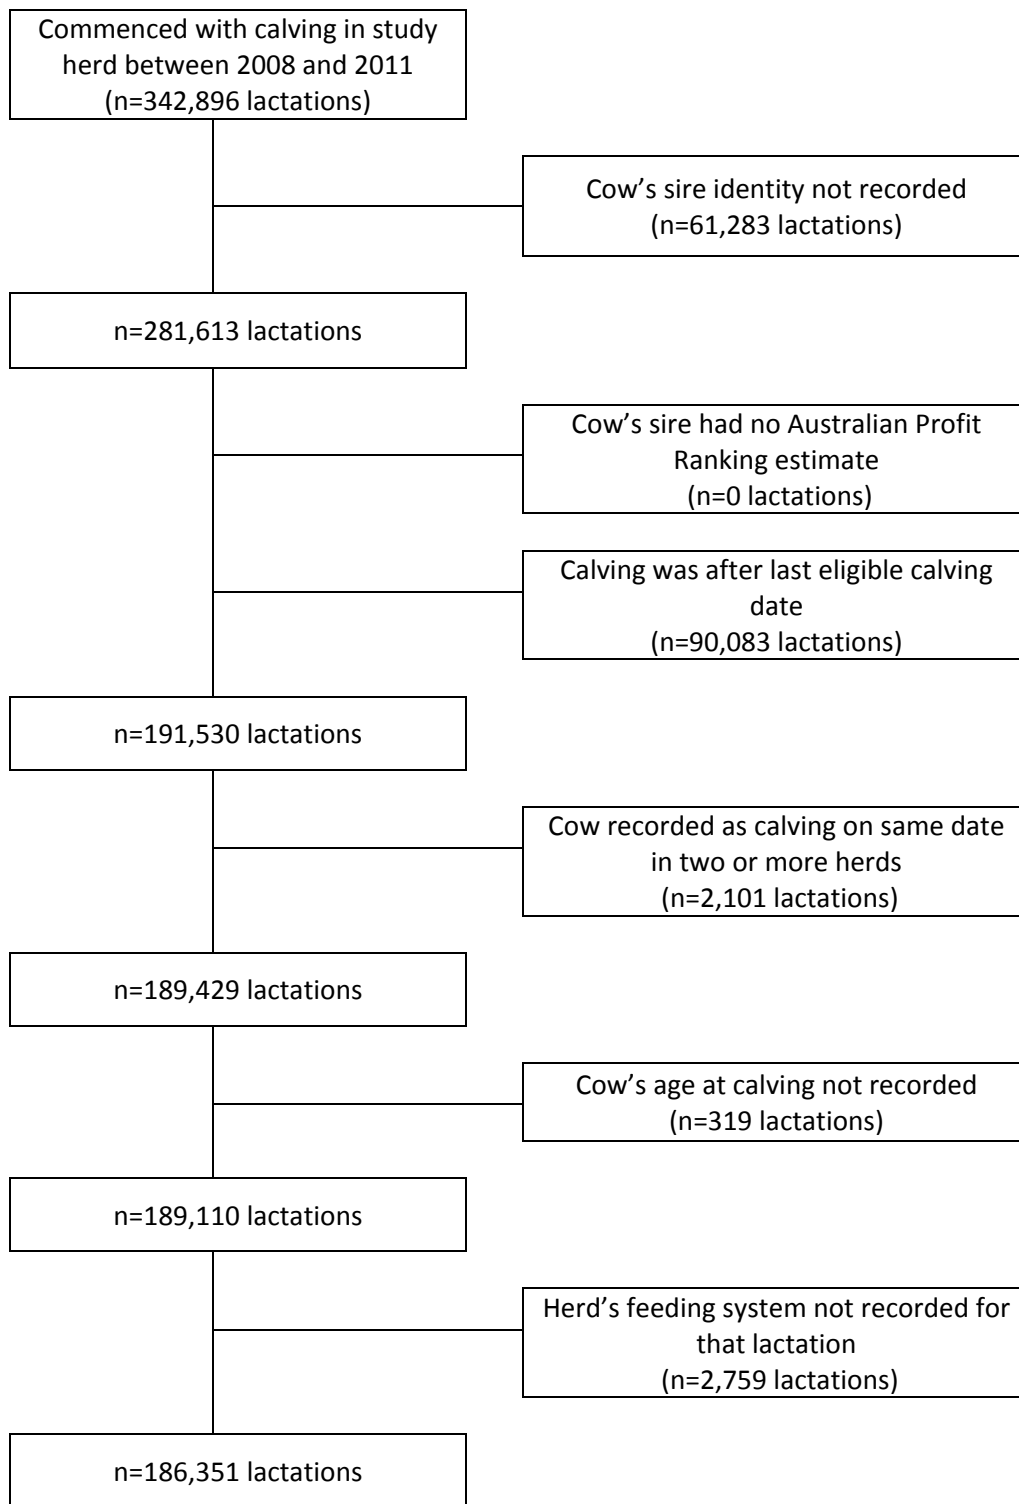 Commenced with calving in study
herd between 2008 and 2011
(n=342,896 lactations)
Cow’s sire identity not recorded
(n=61,283 lactations)
n=281,613 lactations
Cow’s sire had no Australian Profit
Ranking estimate
(n=0 lactations)
Calving was after last eligible calving
date
(n=90,083 lactations)
n=191,530 lactations
Cow recorded as calving on same date
in two or more herds
(n=2,101 lactations)
n=189,429 lactations
Cow’s age at calving not recorded
(n=319 lactations)
n=189,110 lactations
Herd’s feeding system not recorded for
that lactation
(n=2,759 lactations)
n=186,351 lactations